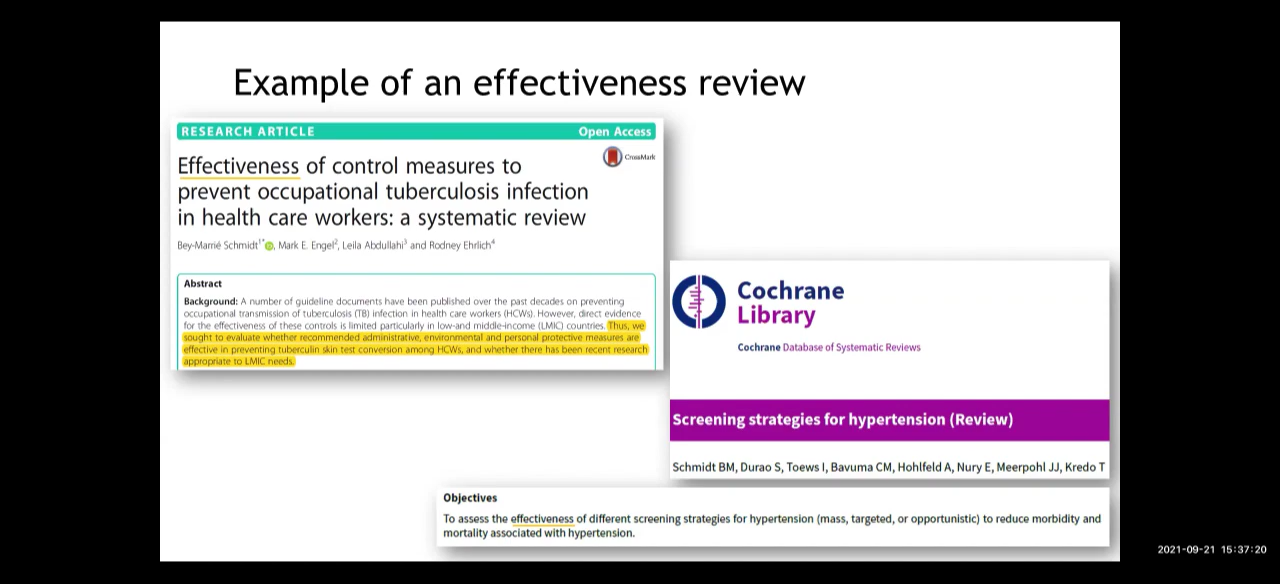 Example of an effectiveness review
RESEARCH ARTICLE Open Access
CrossMark
Effectiveness of control measures to
prevent occupational tuberculosis infection
in health care workers: a systematic review
Bey-Marrié Schmidt1*, Mark E. Engel2, Leila Abdullahi3 and Rodney Ehrlich4
Abstract
Background: A number of guideline documents have been published over the past decades on preventing
occupational transmission of tuberculosis (TB) infection in health care workers (HCWs). However, direct evidence
for the effectiveness of these controls is limited particularly in low-and middle-income (LMIC) countries. Thus, we
sought to evaluate whether recommended administrative, environmental and personal protective measures are
effective in preventing tuberculin skin test conversion among HCWs, and whether there has been recent research
appropriate to LMIC needs.
Cochrane
Library
Cochrane Database of Systematic Reviews
Screening strategies for hypertension (Review)
Schmidt BM, Durao S, Toews I, Bavuma CM, Hohlfeld A, Nury E, Meerpohl JJ, Kredo T
Objectives
To assess the effectiveness of different screening strategies for hypertension (mass, targeted, or opportunistic) to reduce morbidity and
mortality associated with hypertension.
2021-09-21 15:37:20